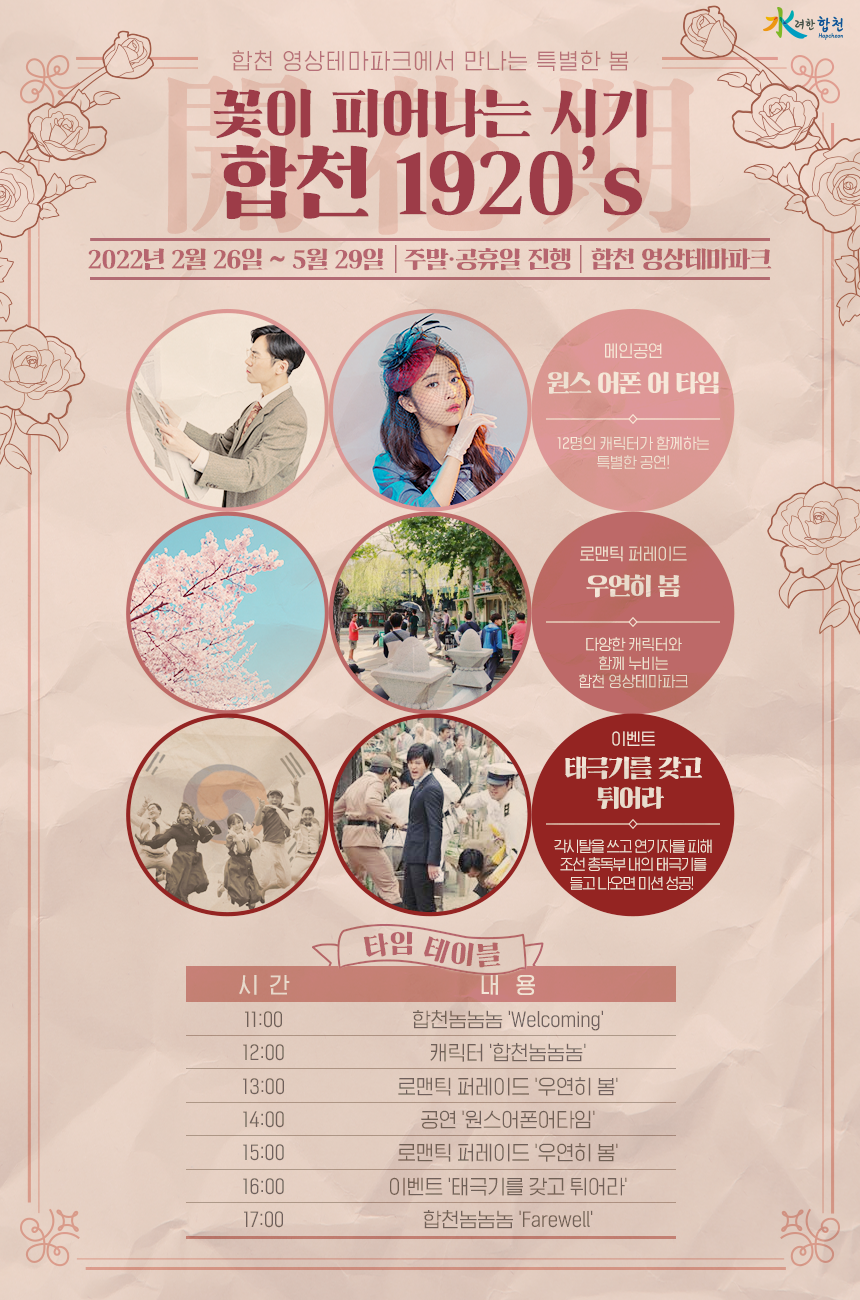 水려한 합천
Hapcheon
합천 영상테마파크에서 만나는 특별한 봄
開花期
꽃이 피어나는 시기
합천 1920's
2022년 2월 26일 ~ 5월 29일 | 주말·공휴일 진행 | 합천 영상테마파크
메인공연
원스 어폰 어 타임
12명의 캐릭터가 함께하는
특별한 공연!
로맨틱 퍼레이드
우연히 봄
다양한 캐릭터와
함께 누비는
합천 영상테마파크
이벤트
태극기를 갖고
튀어라
각시탈을 쓰고 연기자를 피해
조선 총독부 내의 태극기를
들고 나오면 미션 성공!
타임 테이블
시 간 내 용
11:00 합천놈놈놈 'Welcoming'
12:00 캐릭터 '합천놈놈놈'
13:00 로맨틱 퍼레이드 '우연히 봄'
14:00 공연 '원스어폰어타임'
15:00 로맨틱 퍼레이드 '우연히 봄'
16:00 이벤트 '태극기를 갖고 튀어라'
17:00 합천놈놈놈 'Farewell'